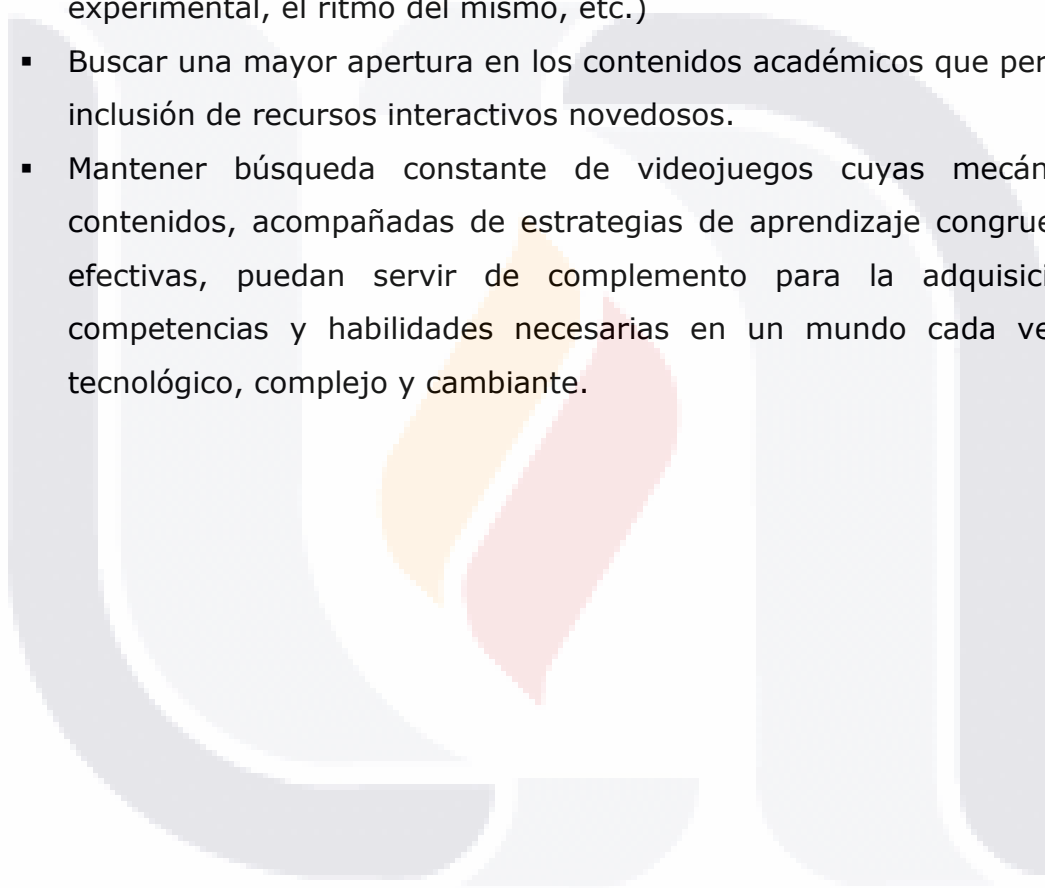 experimental, el ritmo del mismo, etc.)
▪ Buscar una mayor apertura en los contenidos académicos que per
inclusión de recursos interactivos novedosos.
▪ Mantener búsqueda constante de videojuegos cuyas mecán
contenidos, acompañadas de estrategias de aprendizaje congrue
efectivas, puedan servir de complemento para la adquisici
competencias y habilidades necesarias en un mundo cada ve
tecnológico, complejo y cambiante.